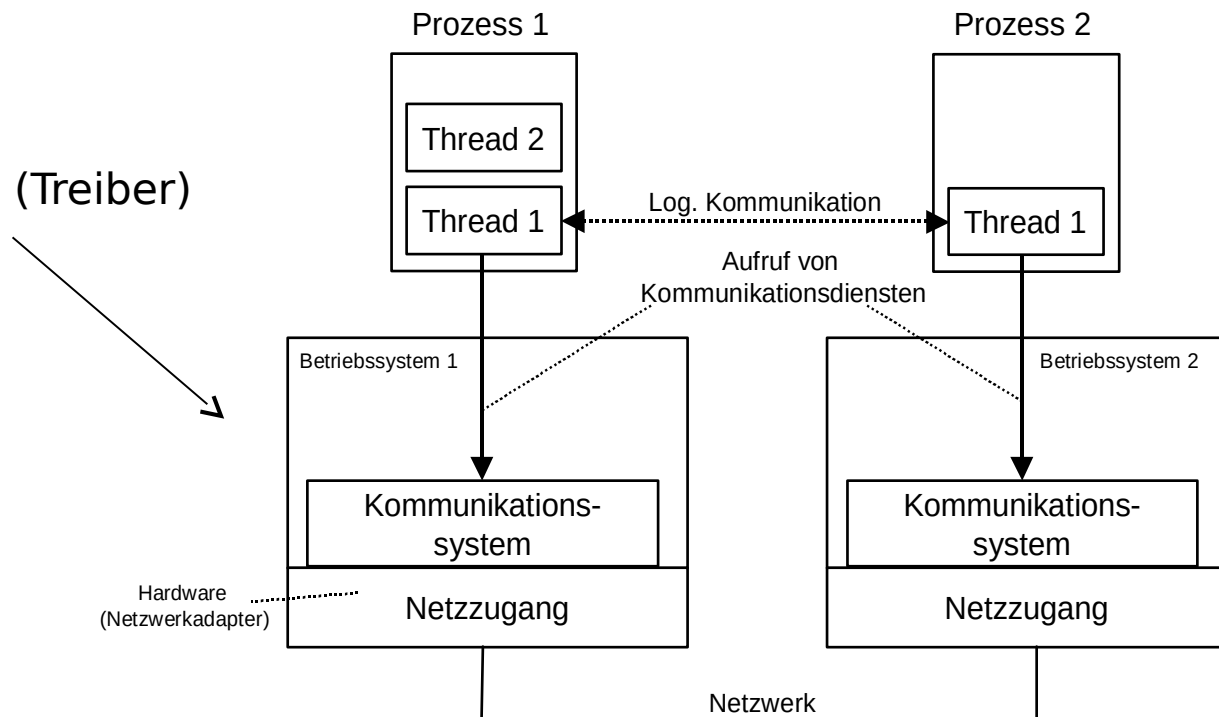 Prozess 1
Prozess 2
Thread 2
(Treiber)
Thread 1
Log. Kommunikation
Thread 1
Aufruf von
Kommunikationsdiensten
Betriebssystem 1
Betriebssystem 2
Kommunikations-
system
Kommunikations-
system
Hardware
(Netzwerkadapter)
Netzzugang
Netzzugang
Netzwerk